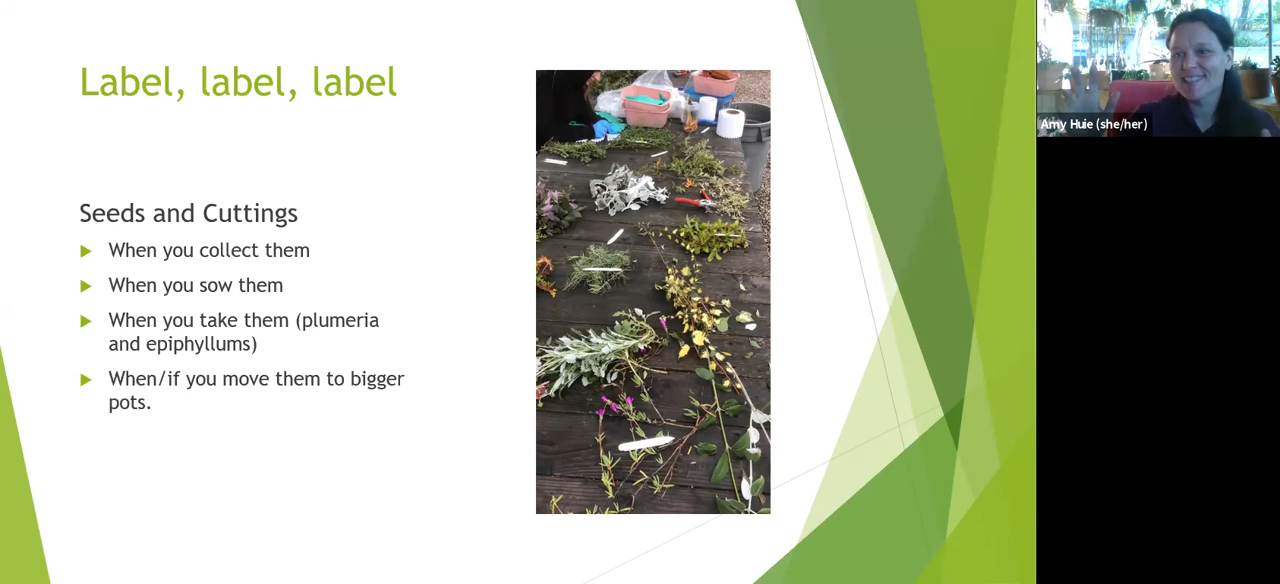 Label, label, label
Seeds and Cuttings
When you collect them
When you sow them
When you take them (plumeria
and epiphyllums)
When/if you move them to bigger
pots.
Amy Huie (she/her)